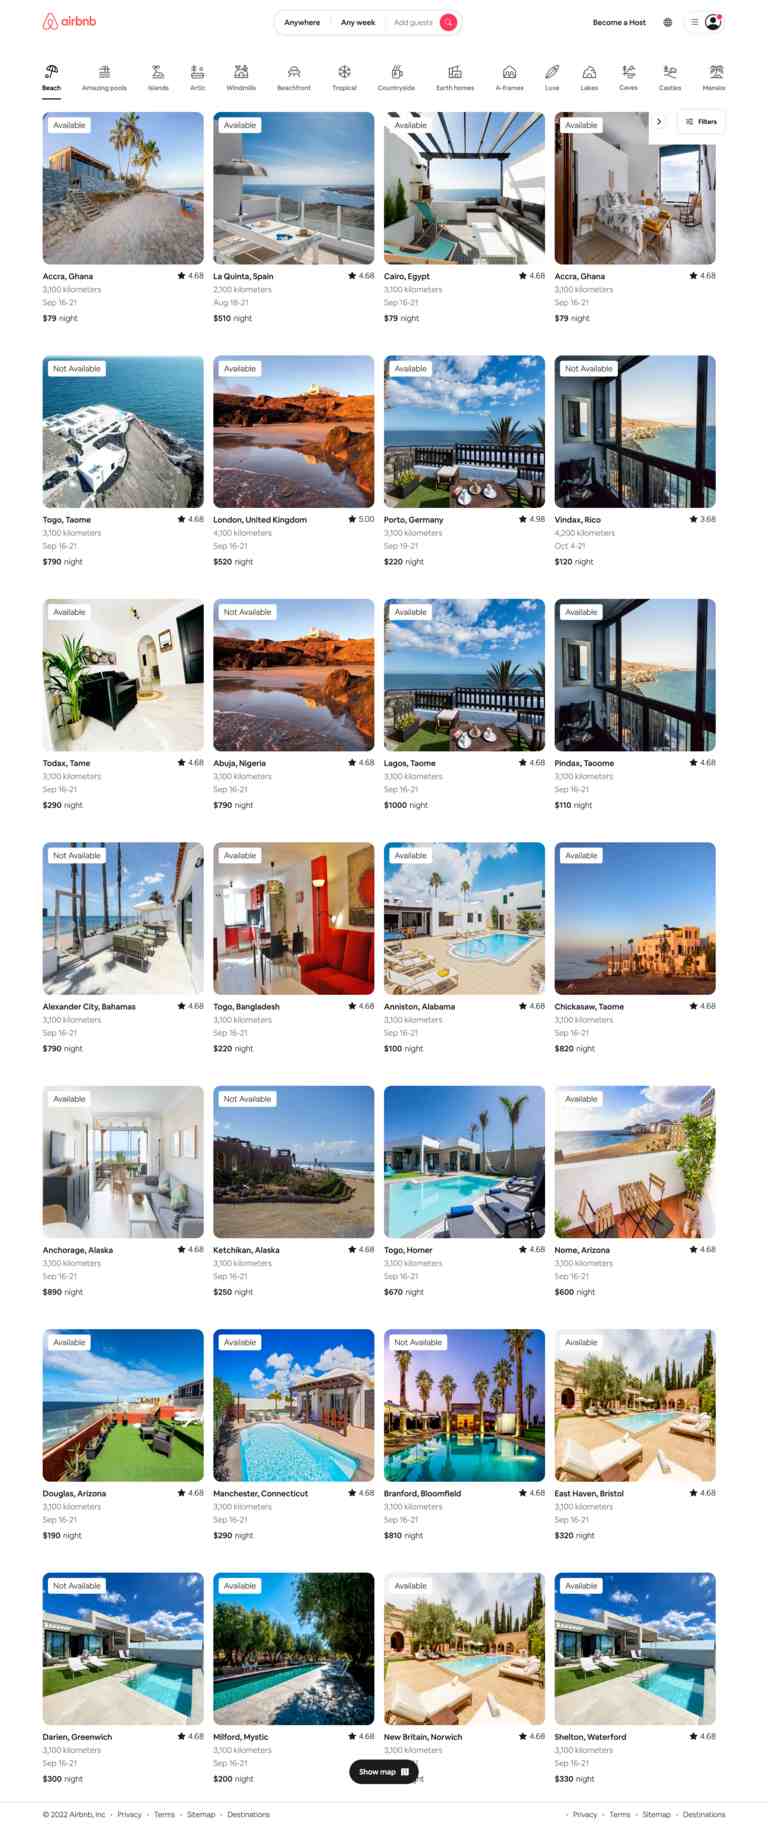 airbnb
Anywhere
Any week
Add guests
Become a Host
Beach
Amazing pools
Islands
Artic
Windmills
Beachfront
Tropical
Countryside
Earth homes
A-frames
Luxe
Lakes
Caves
Castles
Mansio
Filters
Available
Available
Available
Available
Accra, Ghana 4.68
3,100 kilometers
Sep 16-21
$79 night
La Quinta, Spain 4.68
2,100 kilometers
Aug 18-21
$510 night
Cairo, Egypt 4.68
3,100 kilometers
Sep 16-21
$79 night
Accra, Ghana 4.68
3,100 kilometers
Sep 16-21
$79 night
Not Available
Not Available
Togo, Taome 4.68
3,100 kilometers
Sep 16-21
$790 night
London, United Kingdom 5.00
4,100 kilometers
Sep 16-21
$520 night
Porto, Germany 4.98
3,100 kilometers
Sep 19-21
$220 night
Vindax, Rico 3.68
4,200 kilometers
Oct 4-21
$120 night
Available
Not Available
Available
Available
Todax, Tame 4.68
3,100 kilometers
Sep 16-21
$290 night
Abuja, Nigeria 4.68
3,100 kilometers
Sep 16-21
$790 night
Lagos, Taome 4.68
3,100 kilometers
Sep 16-21
$1000 night
Pindax, Taoome 4.68
3,100 kilometers
Sep 16-21
$110 night
Not Available
Available
Available
Available
Alexander City, Bahamas 4.68
3,100 kilometers
Sep 16-21
$790 night
Togo, Bangladesh 4.68
3,100 kilometers
Sep 16-21
$220 night
Anniston, Alabama 4.68
3,100 kilometers
Sep 16-21
$100 night
Chickasaw, Taome 4.68
3,100 kilometers
Sep 16-21
$820 night
Available
Not Available
Available
Anchorage, Alaska 4.68
3,100 kilometers
Sep 16-21
$890 night
Ketchikan, Alaska 4.68
3,100 kilometers
Sep 16-21
$250 night
Togo, Homer 4.68
3,100 kilometers
Sep 16-21
$670 night
Nome, Arizona 4.68
3,100 kilometers
Sep 16-21
$600 night
Available
Available
Not Available
Available
Douglas, Arizona 4.68
3,100 kilometers
Sep 16-21
$190 night
Manchester, Connecticut 4.68
3,100 kilometers
Sep 16-21
$290 night
Branford, Bloomfield 4.68
3,100 kilometers
Sep 16-21
$810 night
East Haven, Bristol 4.68
3,100 kilometers
Sep 16-21
$320 night
Not Available
Available
Available
Available
Darien, Greenwich 4.68
3,100 kilometers
Sep 16-21
$300 night
Milford, Mystic 4.68
3,100 kilometers
Sep 16-21
$200 night
New Britain, Norwich 4.68
3,100 kilometers
Shelton, Waterford 4.68
3,100 kilometers
Sep 16-21
$330 night
Show map
© 2022 Airbnb, Inc · Privacy · Terms · Sitemap · Destinations
· Privacy · Terms · Sitemap · Destinations